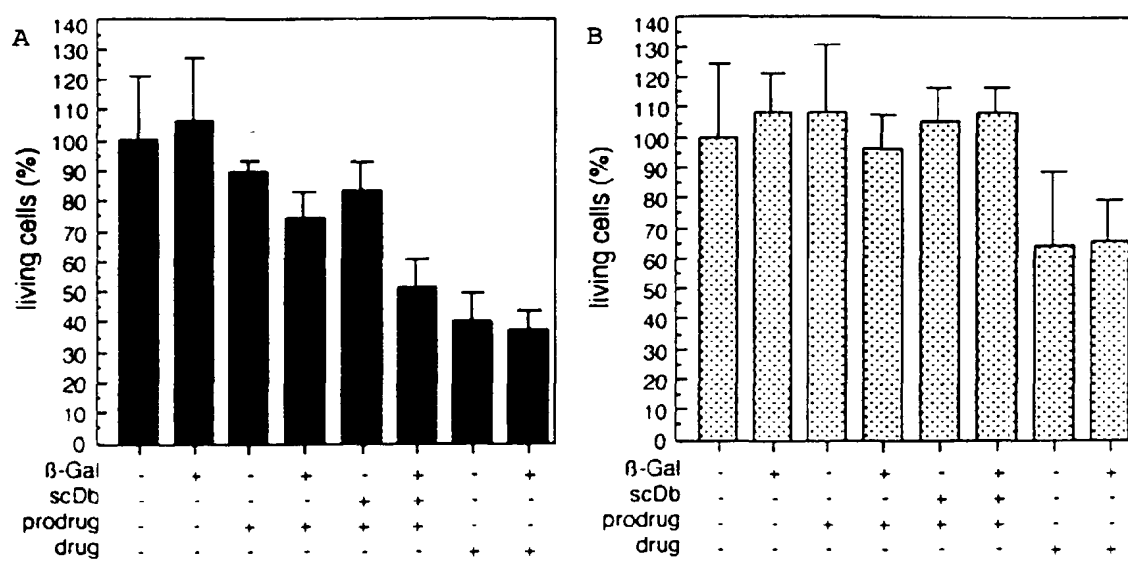 A
living cells (%)
140
130
120
110
100
90
80
70
60
50
40
30
20
10
0
ß-Gal - + - + - + - +
scDb - - - - + + - -
prodrug - - + + + + - -
drug - - - - - - + +
B
living cells (%)
140
130
120
110
100
90
80
70
60
50
40
30
20
10
0
ß-Gal - + - + - + - +
scDb - - - - + + - -
prodrug - - + + + + - -
drug - - - - - - + +